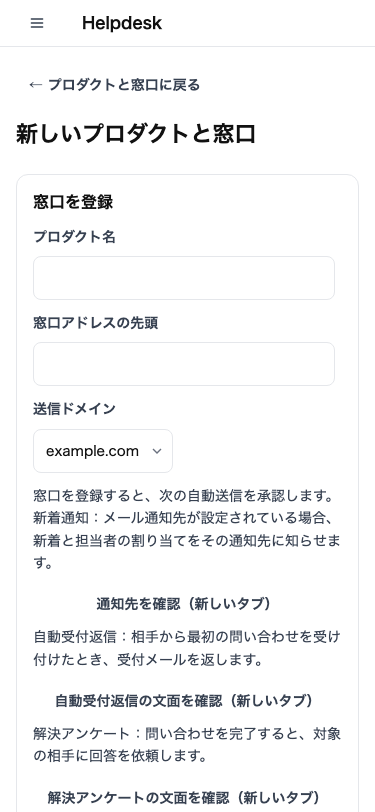 Helpdesk
← プロダクトと窓口に戻る
新しいプロダクトと窓口
窓口を登録
プロダクト名
窓口アドレスの先頭
送信ドメイン
example.com
窓口を登録すると、次の自動送信を承認します。
新着通知：メール通知先が設定されている場合、
新着と担当者の割り当てをその通知先に知らせま
す。
通知先を確認（新しいタブ）
自動受付返信：相手から最初の問い合わせを受け
付けたとき、受付メールを返します。
自動受付返信の文面を確認（新しいタブ）
解決アンケート：問い合わせを完了すると、対象
の相手に回答を依頼します。
解決アンケートの文面を確認（新しいタブ）